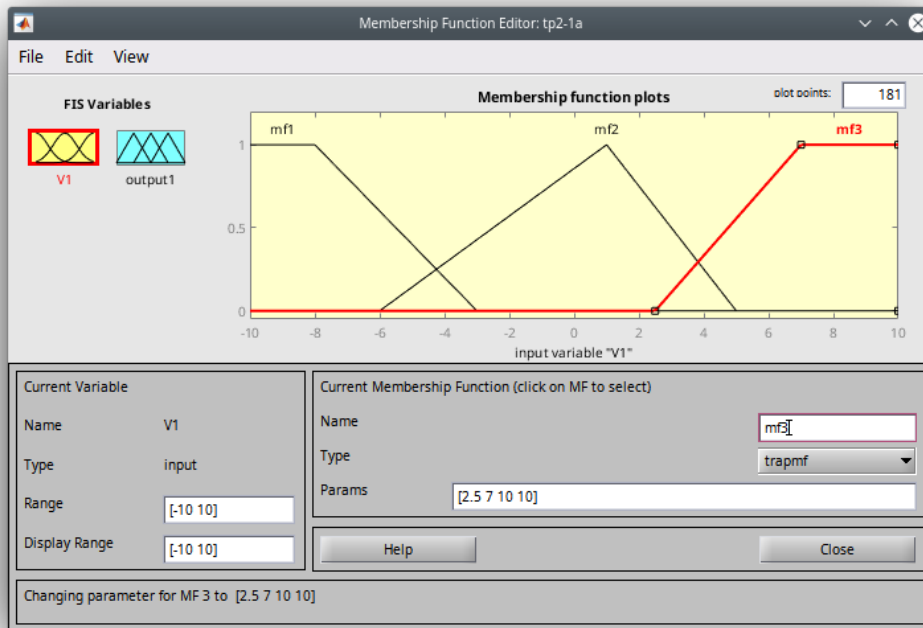 Membership Function Editor: tp2-1a
File Edit View
FIS Variables
V1
output1
Membership function plots
plot points:
181
mf1
mf2
mf3
1
0.5
0
-10 -8 -6 -4 -2 0 2 4 6 8 10
input variable "V1"
Current Variable
Name V1
Type input
Range [-10 10]
Display Range [-10 10]
Current Membership Function (click on MF to select)
Name mf3
Type trapmf
Params [2.5 7 10 10]
Help Close
Changing parameter for MF 3 to [2.5 7 10 10]